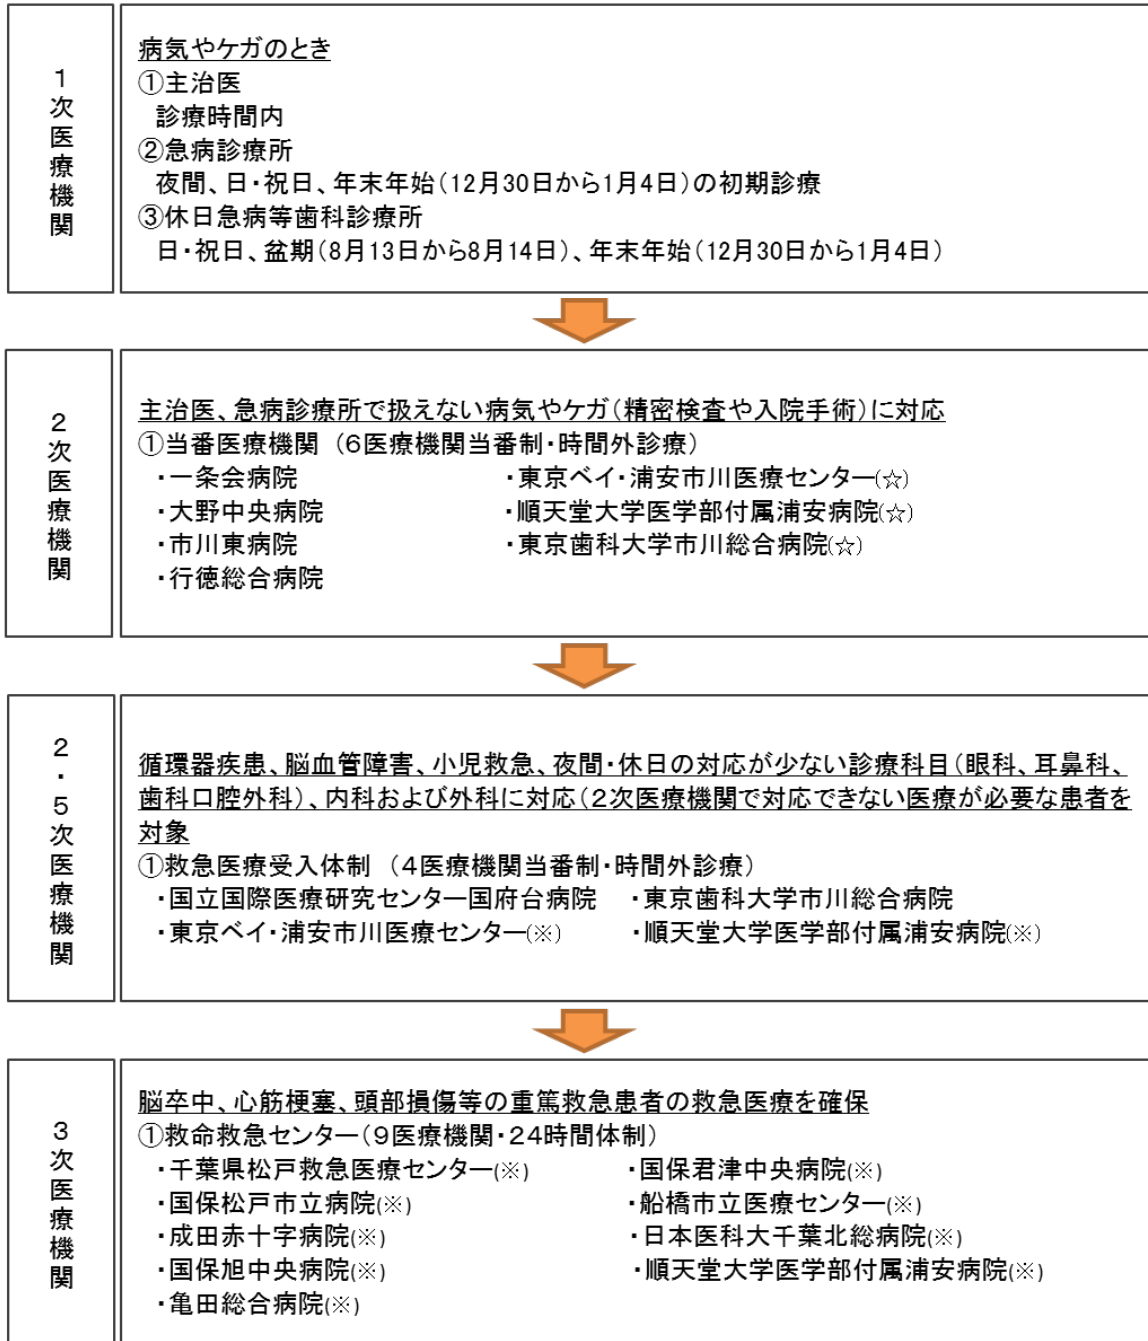 1次医療機関
病気やケガのとき
①主治医
診療時間内
②急病診療所
夜間、日・祝日、年末年始(12月30日から1月4日)の初期診療
③休日急病等歯科診療所
日・祝日、盆期(8月13日から8月14日)、年末年始(12月30日から1月4日)
2次医療機関
主治医、急病診療所で扱えない病気やケガ(精密検査や入院手術)に対応
①当番医療機関 (6医療機関当番制・時間外診療)
・一条会病院 ・東京ベイ・浦安市川医療センター(☆)
・大野中央病院 ・順天堂大学医学部付属浦安病院(☆)
・市川東病院 ・東京歯科大学市川総合病院(☆)
・行徳総合病院
2・5次医療機関
循環器疾患、脳血管障害、小児救急、夜間・休日の対応が少ない診療科目(眼科、耳鼻科、
歯科口腔外科)、内科および外科に対応(2次医療機関で対応できない医療が必要な患者を
対象
①救急医療受入体制 (4医療機関当番制・時間外診療)
・国立国際医療研究センター国府台病院 ・東京歯科大学市川総合病院
・東京ベイ・浦安市川医療センター(※) ・順天堂大学医学部付属浦安病院(※)
3次医療機関
脳卒中、心筋梗塞、頭部損傷等の重篤救急患者の救急医療を確保
①救命救急センター(9医療機関・24時間体制)
・千葉県松戸救急医療センター(※) ・国保君津中央病院(※)
・国保松戸市立病院(※) ・船橋市立医療センター(※)
・成田赤十字病院(※) ・日本医科大千葉北総病院(※)
・国保旭中央病院(※) ・順天堂大学医学部付属浦安病院(※)
・亀田総合病院(※)